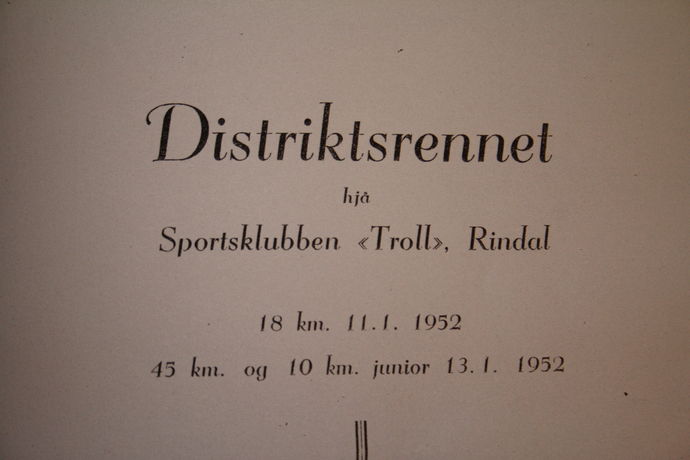 Distriktsrennet
hjå
Sportsklubben «Troll», Rindal
18 km. 11.1. 1952
45 km. og 10 km. junior 13.1. 1952